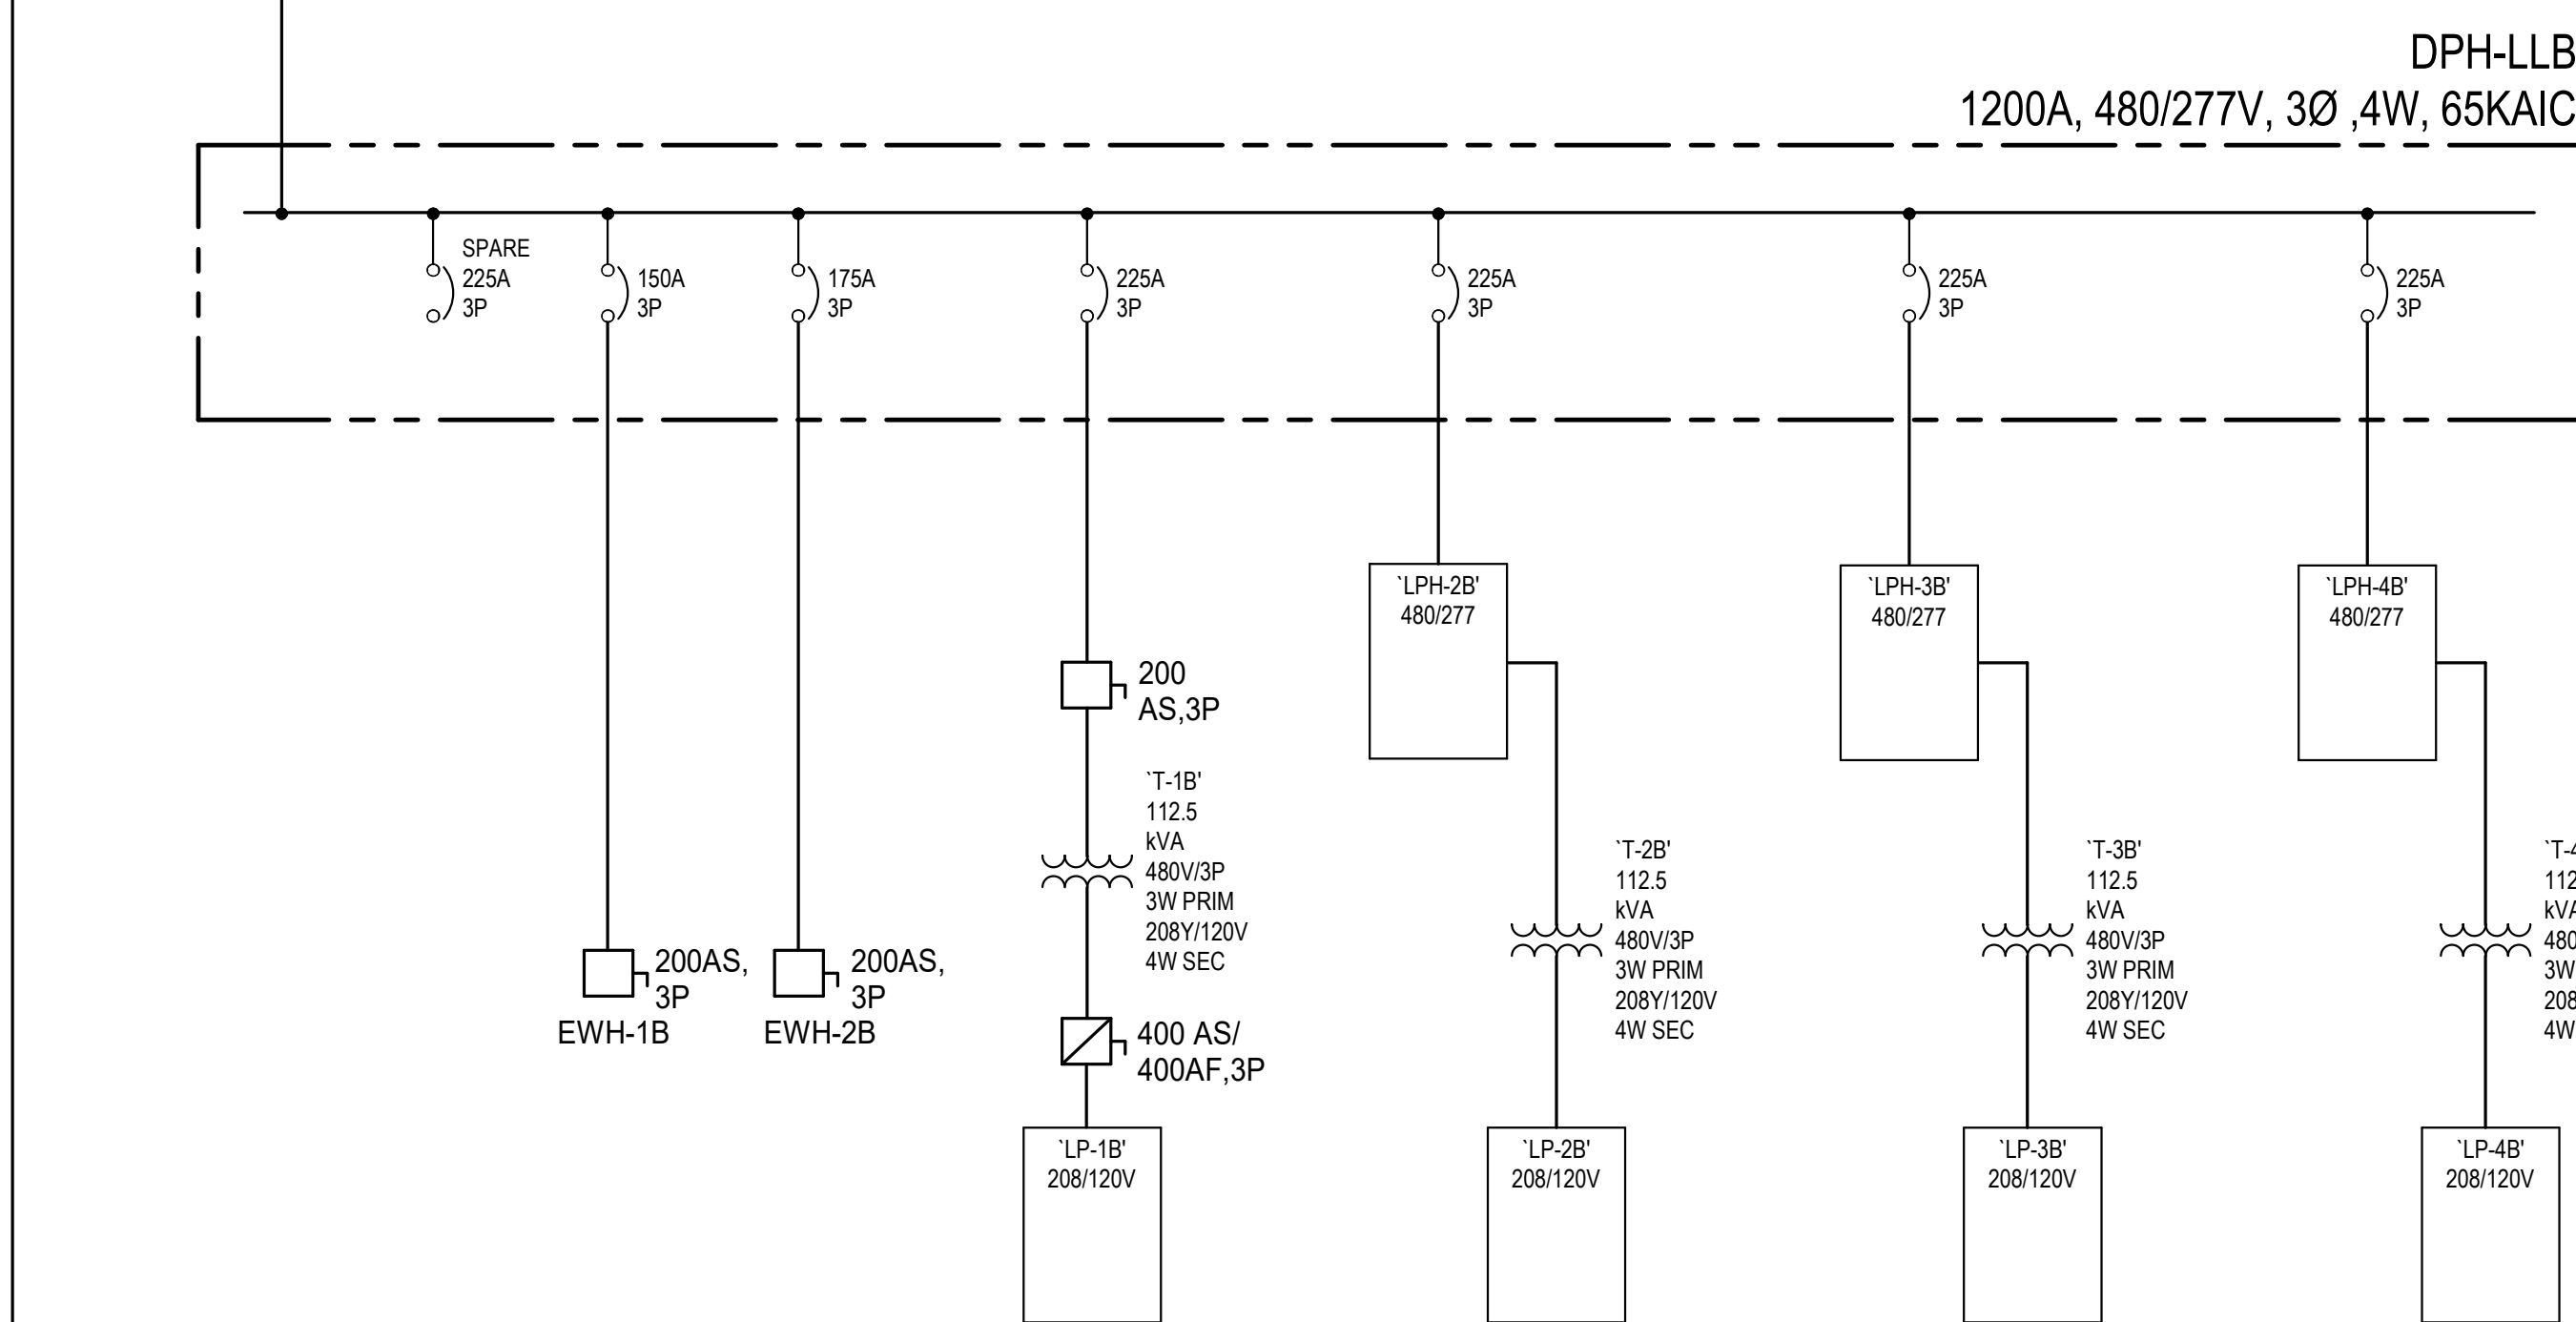 DPH-LLB
1200A, 480/277V, 3Ø ,4W, 65KAIC
SPARE
225A
3P
150A
3P
175A
3P
225A
3P
225A
3P
225A
3P
225A
3P
`LPH-2B'
480/277
`LPH-3B'
480/277
`LPH-4B'
480/277
200
AS,3P
`T-1B'
112.5
kVA
480V/3P
3W PRIM
208Y/120V
4W SEC
`T-2B'
112.5
kVA
480V/3P
3W PRIM
208Y/120V
4W SEC
`T-3B'
112.5
kVA
480V/3P
3W PRIM
208Y/120V
4W SEC
200AS,
3P
EWH-1B
200AS,
3P
EWH-2B
400 AS/
400AF,3P
`LP-1B'
208/120V
`LP-2B'
208/120V
`LP-3B'
208/120V
`LP-4B'
208/120V